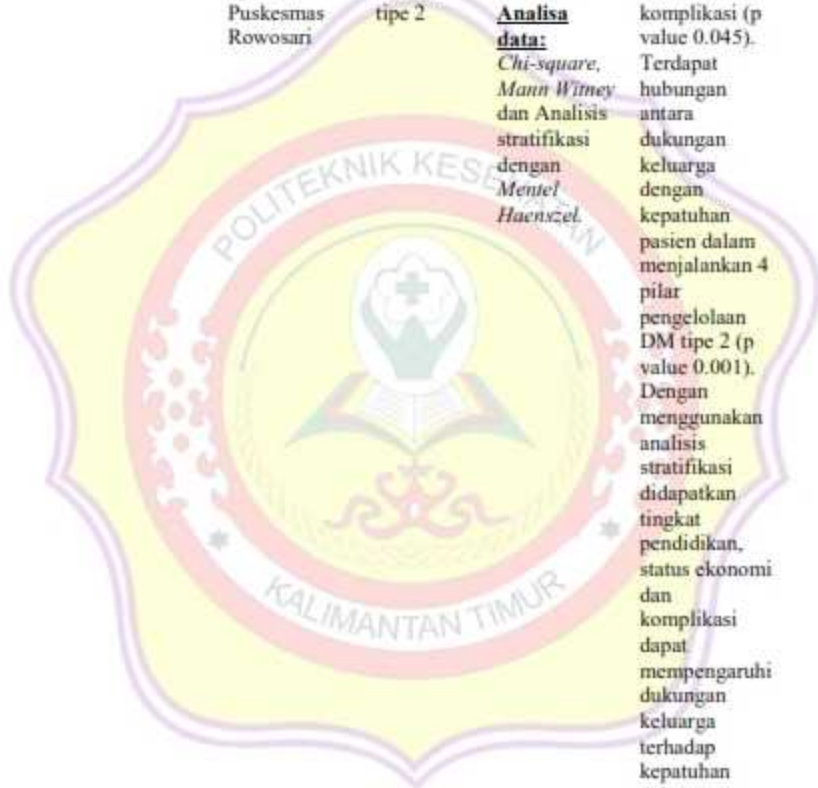 Puskesmas
Rowosari
tipe 2
Analisa
data:
Chi-square,
Mann Witney
dan Analisis
stratifikasi
dengan
Mentel
Haenszel.
komplikasi (p
value 0.045).
Terdapat
hubungan
antara
dukungan
keluarga
dengan
kepatuhan
pasien dalam
menjalankan 4
pilar
pengelolaan
DM tipe 2 (p
value 0.001).
Dengan
menggunakan
analisis
stratifikasi
didapatkan
tingkat
pendidikan,
status ekonomi
dan
komplikasi
dapat
mempengaruhi
dukungan
keluarga
terhadap
kepatuhan
POLITEKNIK KESEHATAN
KALIMANTAN TIMUR